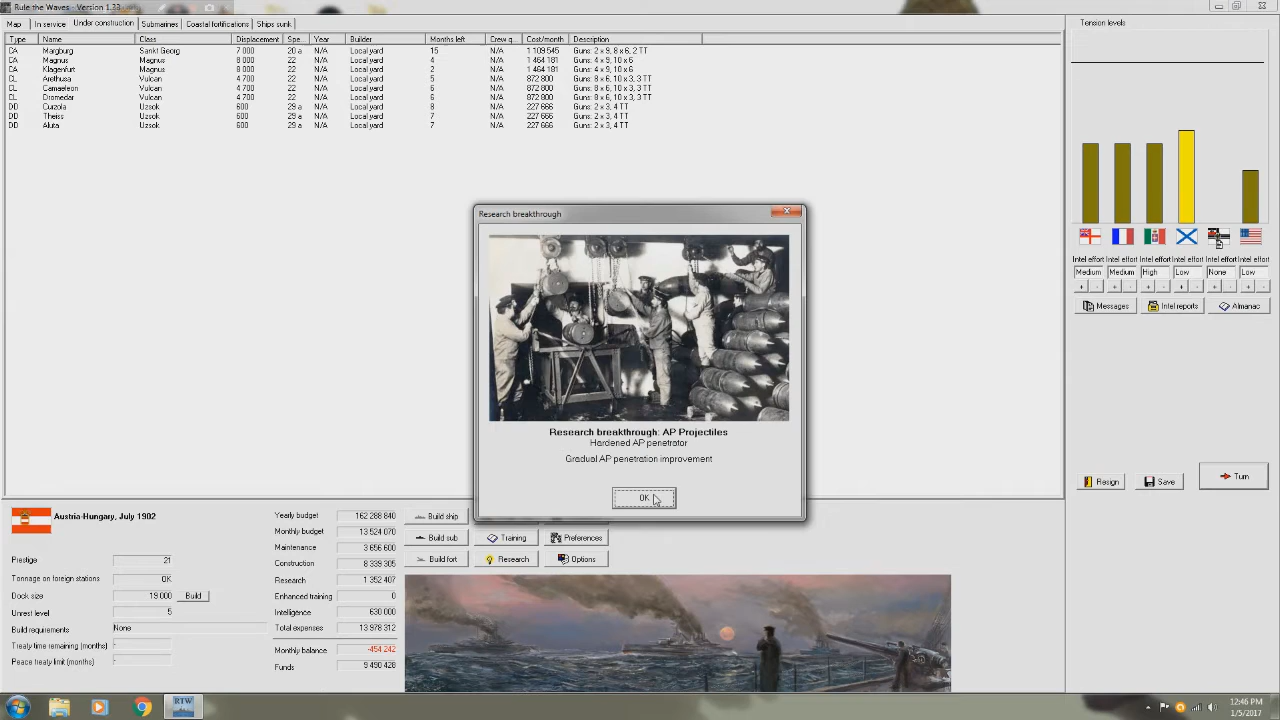 Rule the Waves - Version 1.33
Map
In service
Under construction
Submarines
Coastal fortifications
Ships sunk
Type Name Class Displacement Spe... Year Builder Months left Crew q... Cost/month Description
CA Margburg Sankt Georg 7 000 20 a N/A Local yard 15 N/A 1 109 545 Guns: 2 x 9, 8 x 6, 2 TT
CA Magnus Magnus 8 000 22 N/A Local yard 4 N/A 1 464 181 Guns: 4 x 9, 10 x 6
CA Klagenfurt Magnus 8 000 22 N/A Local yard 2 N/A 1 464 181 Guns: 4 x 9, 10 x 6
CL Arethusa Vulcan 4 700 22 N/A Local yard 5 N/A 872 800 Guns: 8 x 6, 10 x 3, 3 TT
CL Camaeleon Vulcan 4 700 22 N/A Local yard 6 N/A 872 800 Guns: 8 x 6, 10 x 3, 3 TT
CL Dromedar Vulcan 4 700 22 N/A Local yard 6 N/A 872 800 Guns: 8 x 6, 10 x 3, 3 TT
DD Curzola Uzsok 600 29 a N/A Local yard 8 N/A 227 666 Guns: 2 x 3, 4 TT
DD Theiss Uzsok 600 29 a N/A Local yard 7 N/A 227 666 Guns: 2 x 3, 4 TT
DD Aluta Uzsok 600 29 a N/A Local yard 7 N/A 227 666 Guns: 2 x 3, 4 TT
Tension levels
Intel effort Intel effort Intel effort Intel effort Intel effort Intel effort
Medium Medium High Low None Low
+ - + - + - + - + - + -
Messages
Intel reports
Almanac
Research breakthrough
Research breakthrough: AP Projectiles
Hardened AP penetrator
Gradual AP penetration improvement
OK
Resign
Save
Turn
Austria-Hungary, July 1902
Prestige 21
Tonnage on foreign stations OK
Dock size 19 000 Build
Unrest level 5
Build requirements None
Treaty time remaining (months) -
Peace treaty limit (months) -
Yearly budget 162 288 840
Monthly budget 13 524 070
Maintenance 3 656 600
Construction 8 339 305
Research 1 352 407
Enhanced training 0
Intelligence 630 000
Total expenses 13 978 312
Monthly balance -454 242
Funds 9 490 428
Build ship
Build sub
Training
Preferences
Build fort
Research
Options
RTW
12:46 PM
1/5/2017